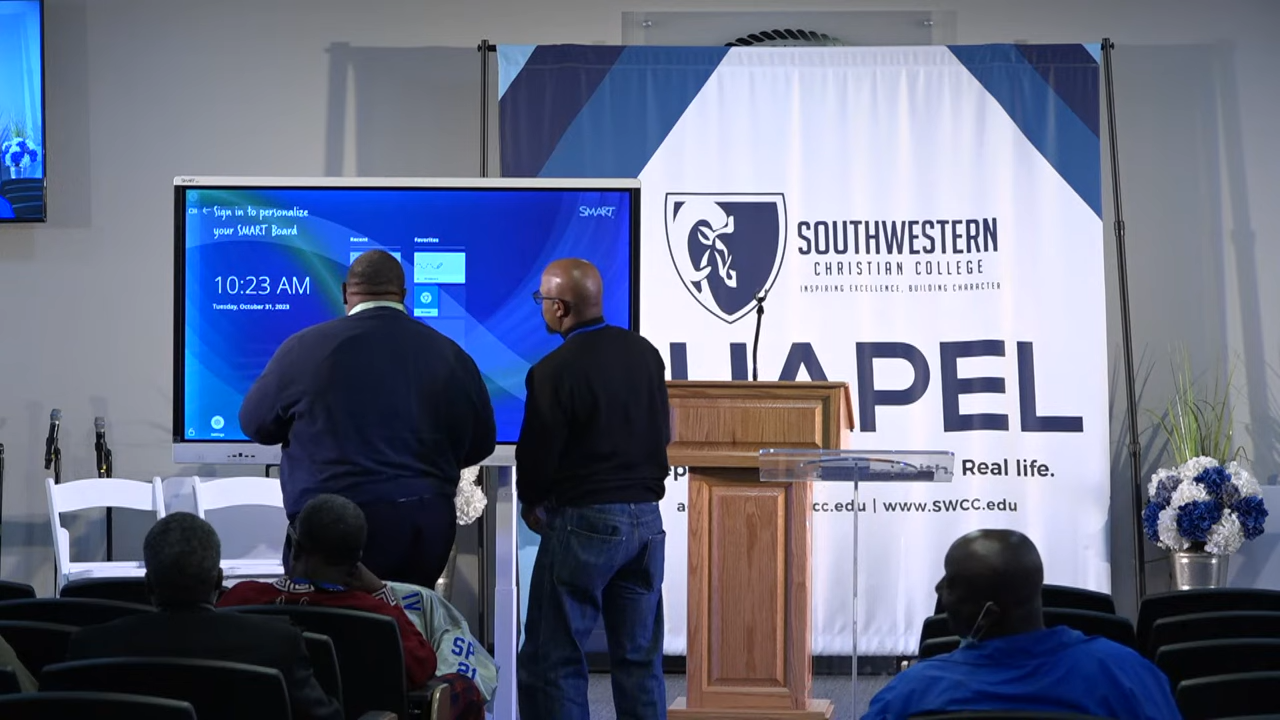 SMART
Sign in to personalize
your SMART Board
SMART
Recent
Favorites
10:23 AM
Tuesday, October 31, 2023
Settings
SOUTHWESTERN
CHRISTIAN COLLEGE
INSPIRING EXCELLENCE, BUILDING CHARACTER
HAPEL
Real life.
cc.edu | www.SWCC.edu
SP
21